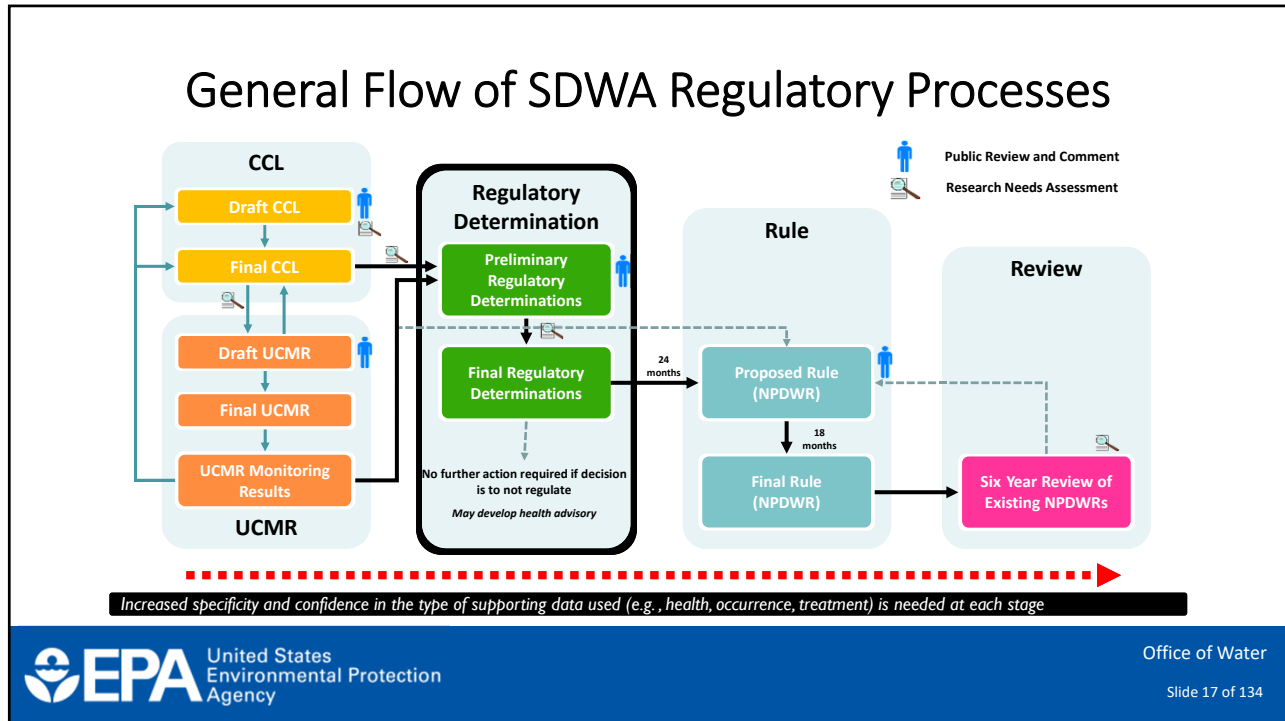 General Flow of SDWA Regulatory Processes
Public Review and Comment
Research Needs Assessment
CCL
Draft CCL
Final CCL
Draft UCMR
Final UCMR
UCMR Monitoring
Results
UCMR
Regulatory
Determination
Preliminary
Regulatory
Determinations
Final Regulatory
Determinations
No further action required if decision
is to not regulate
May develop health advisory
24
months
Rule
Proposed Rule
(NPDWR)
18
months
Final Rule
(NPDWR)
Review
Six Year Review of
Existing NPDWRs
Increased specificity and confidence in the type of supporting data used (e.g., health, occurrence, treatment) is needed at each stage
EPA
United States
Environmental Protection
Agency
Office of Water
Slide 17 of 134